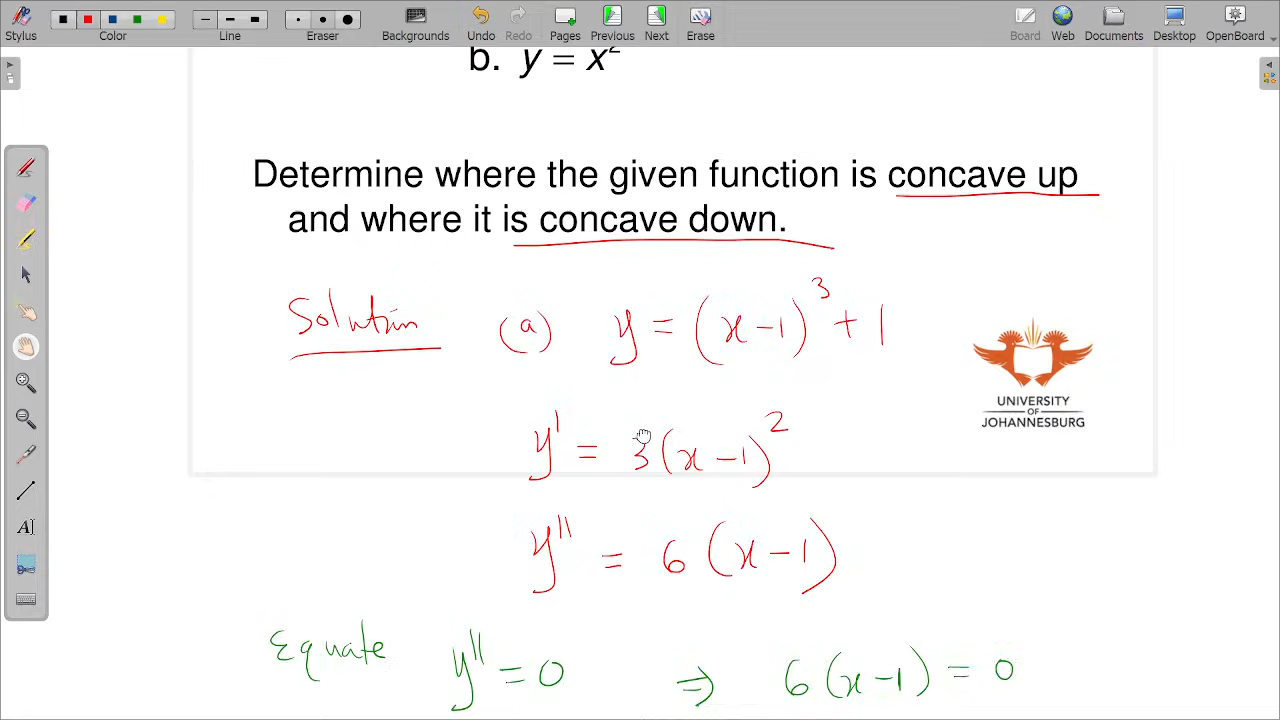 Stylus Color Line Eraser Backgrounds Undo Redo Pages Previous Next Erase Board Web Documents Desktop OpenBoard
b. y = x²
Determine where the given function is concave up
and where it is concave down.
Solution (a) y = (x-1)³ + 1
UNIVERSITY
OF
JOHANNESBURG
y' = 3(x-1)²
y'' = 6(x-1)
Equate y'' = 0 ⇒ 6(x-1) = 0